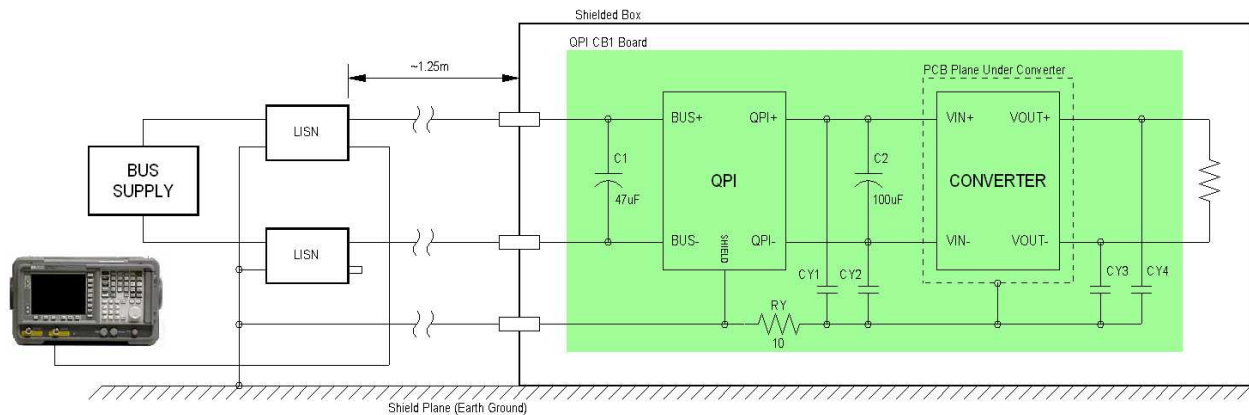 Shielded Box
QPI CB1 Board
~1.25m
PCB Plane Under Converter
LISN
BUS+
QPI+
VIN+
VOUT+
C1
C2
BUS
SUPPLY
QPI
CONVERTER
47uF
100uF
LISN
BUS-
SHIELD
QPI-
VIN-
VOUT-
CY1
CY2
CY3
CY4
RY
10
Shield Plane (Earth Ground)